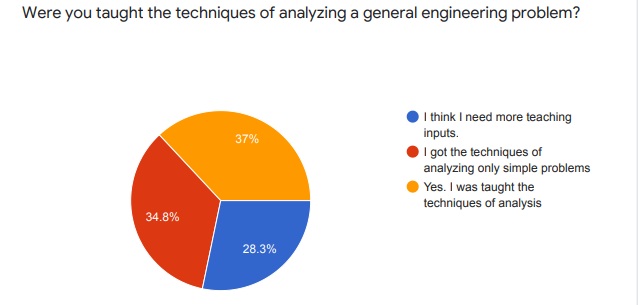 Were you taught the techniques of analyzing a general engineering problem?
37%
34.8%
28.3%
I think I need more teaching
inputs.
I got the techniques of
analyzing only simple problems
Yes. I was taught the
techniques of analysis